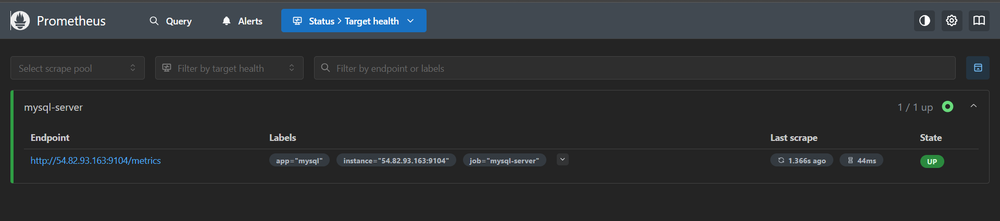 Prometheus Query Alerts Status > Target health
Select scrape pool Filter by target health Filter by endpoint or labels
mysql-server 1 / 1 up
Endpoint Labels Last scrape State
http://54.82.93.163:9104/metrics app="mysql" instance="54.82.93.163:9104" job="mysql-server" 1.366s ago 44ms UP